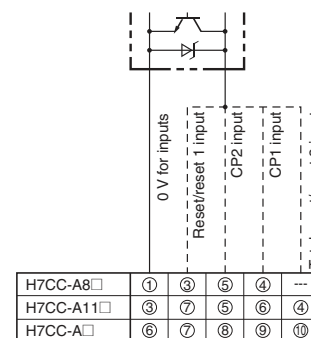 0 V for inputs
Reset/reset 1 input
CP2 input
CP1 input
H7CC-A8□ ① ③ ⑤ ④ ---
H7CC-A11□ ③ ⑦ ⑤ ⑥ ④
H7CC-A□ ⑥ ⑦ ⑧ ⑨ ⑩